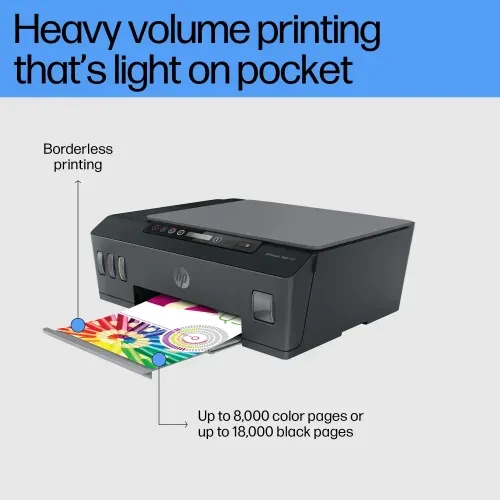 Heavy volume printing
that's light on pocket
Borderless
printing
hp
Up to 8,000 color pages or
up to 18,000 black pages